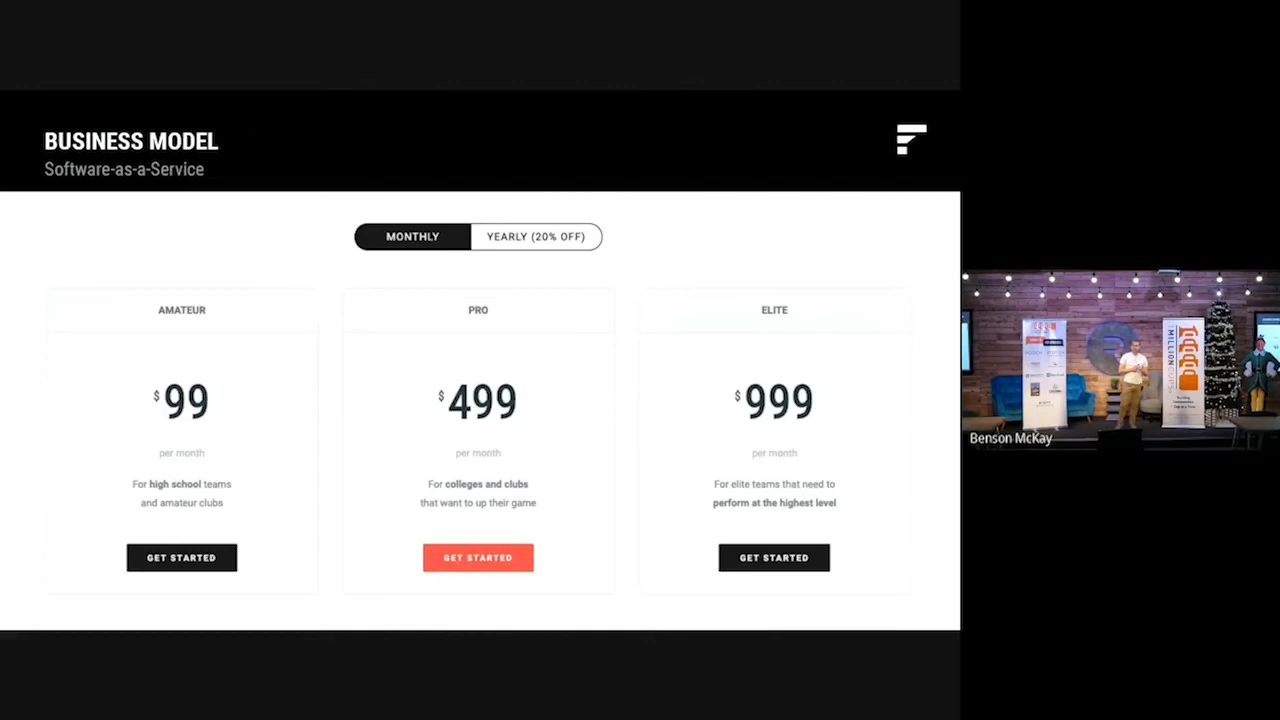 BUSINESS MODEL
Software-as-a-Service
MONTHLY
YEARLY (20% OFF)
AMATEUR
$99
per month
For high school teams
and amateur clubs
GET STARTED
PRO
$499
per month
For colleges and clubs
that want to up their game
GET STARTED
ELITE
$999
per month
For elite teams that need to
perform at the highest level
GET STARTED
1 MILLION CUPS
Benson McKay